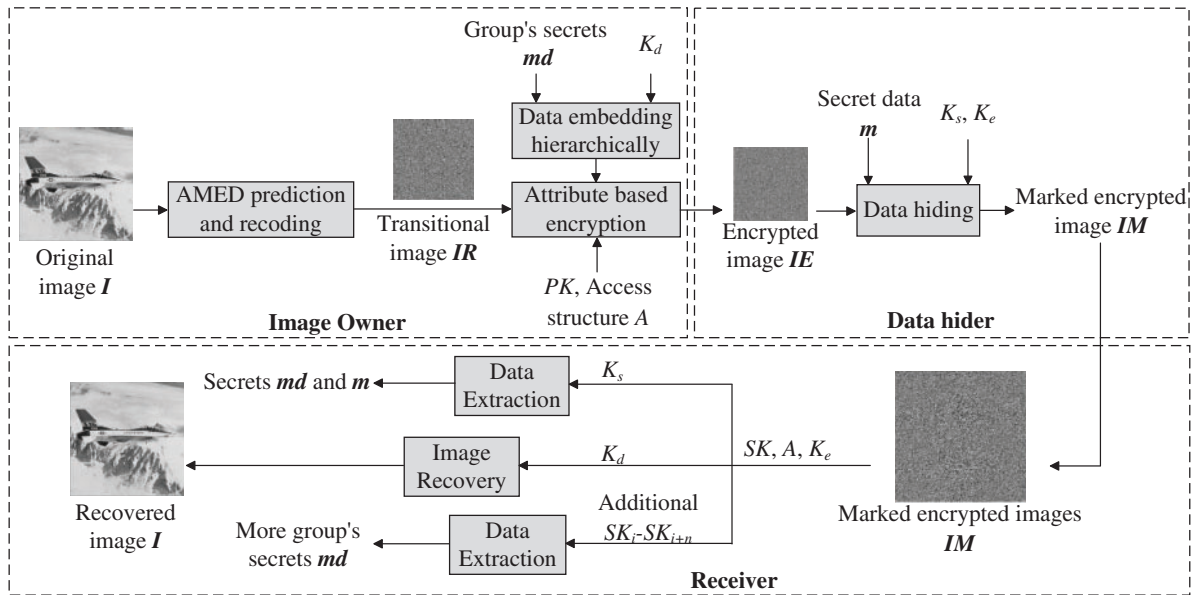 Group's secrets
md
K_d
Data embedding
hierarchically
AMED prediction
and recoding
Transitional
image IR
Attribute based
encryption
Original
image I
PK, Access
structure A
Image Owner
Secret data
m
K_s, K_e
Encrypted
image IE
Data hiding
Marked encrypted
image IM
Data hider
Secrets md and m
Data
Extraction
K_s
Image
Recovery
K_d
SK, A, K_e
Recovered
image I
More group's
secrets md
Data
Extraction
Additional
SK_i-SK_{i+n}
Marked encrypted images
IM
Receiver